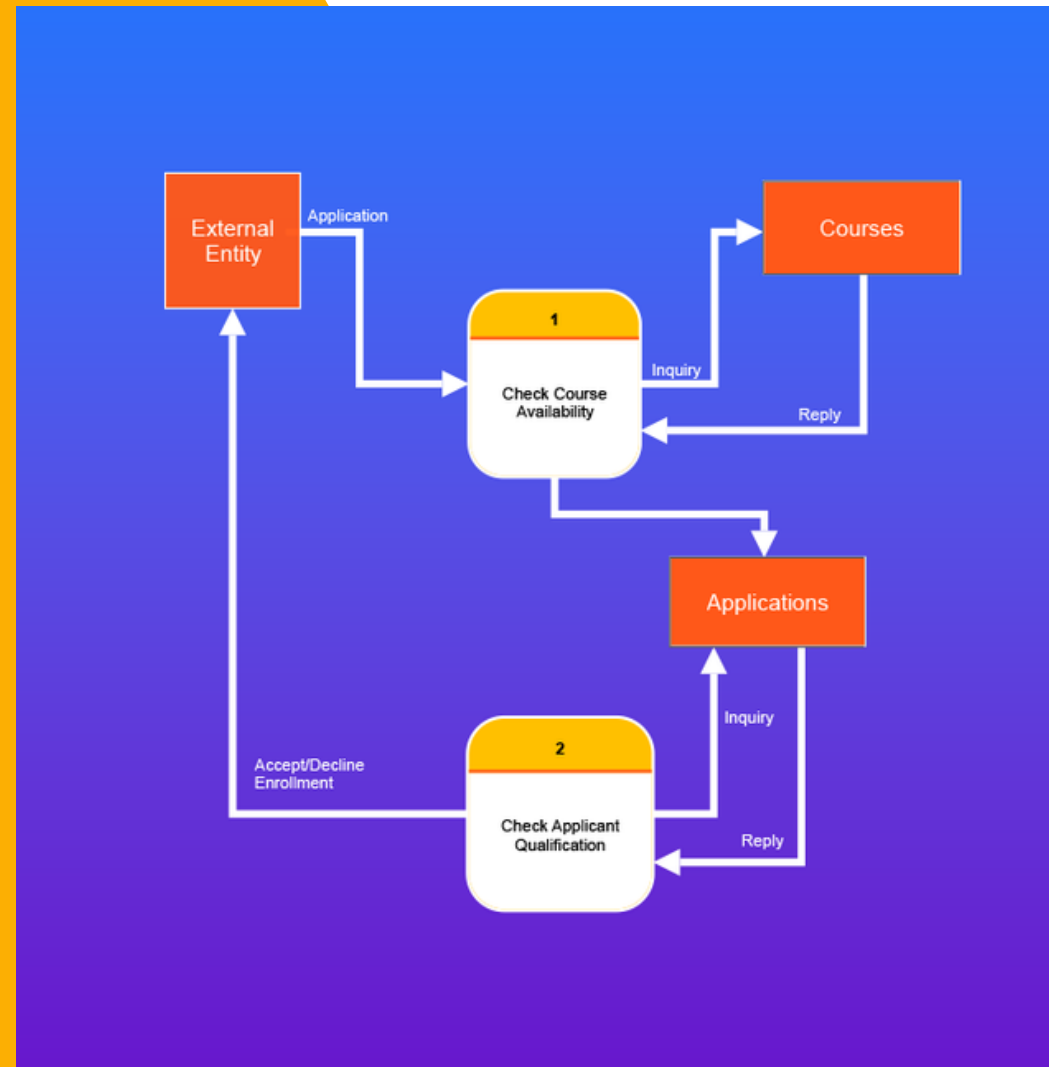 External
Entity
Application
Courses
1
Check Course
Availability
Inquiry
Reply
Applications
Inquiry
2
Check Applicant
Qualification
Accept/Decline
Enrollment
Reply